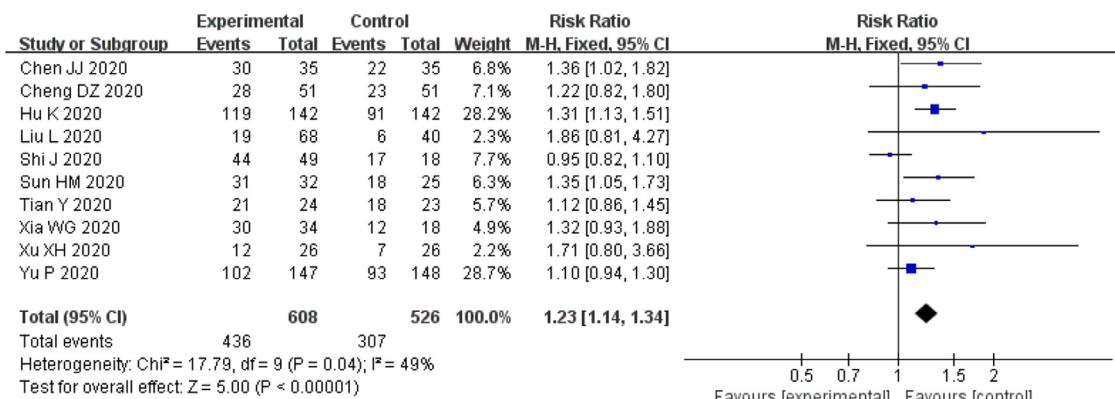 Experimental Control Risk Ratio Risk Ratio
Study or Subgroup Events Total Events Total Weight M-H, Fixed, 95% CI M-H, Fixed, 95% CI
Chen JJ 2020 30 35 22 35 6.8% 1.36 [1.02, 1.82]
Cheng DZ 2020 28 51 23 51 7.1% 1.22 [0.82, 1.80]
Hu K 2020 119 142 91 142 28.2% 1.31 [1.13, 1.51]
Liu L 2020 19 68 6 40 2.3% 1.86 [0.81, 4.27]
Shi J 2020 44 49 17 18 7.7% 0.95 [0.82, 1.10]
Sun HM 2020 31 32 18 25 6.3% 1.35 [1.05, 1.73]
Tian Y 2020 21 24 18 23 5.7% 1.12 [0.86, 1.45]
Xia WG 2020 30 34 12 18 4.9% 1.32 [0.93, 1.88]
Xu XH 2020 12 26 7 26 2.2% 1.71 [0.80, 3.66]
Yu P 2020 102 147 93 148 28.7% 1.10 [0.94, 1.30]
Total (95% CI) 608 526 100.0% 1.23 [1.14, 1.34]
Total events 436 307
Heterogeneity: Chi² = 17.79, df = 9 (P = 0.04); I² = 49%
Test for overall effect: Z = 5.00 (P < 0.00001)
0.5 0.7 1 1.5 2
Favours [experimental] Favours [control]